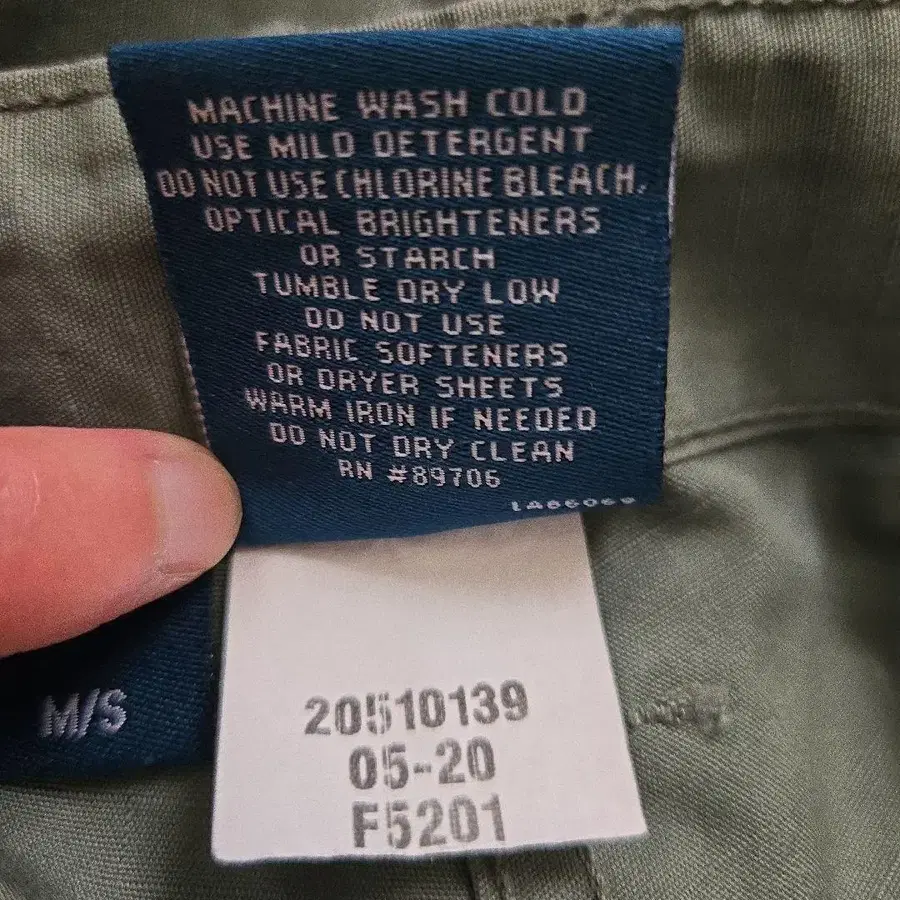 MACHINE WASH COLD
USE MILD DETERGENT
DO NOT USE CHLORINE BLEACH,
OPTICAL BRIGHTENERS
OR STARCH
TUMBLE DRY LOW
DO NOT USE
FABRIC SOFTENERS
OR DRYER SHEETS
WARM IRON IF NEEDED
DO NOT DRY CLEAN
RN #89706
M/S
20510139
05-20
F5201